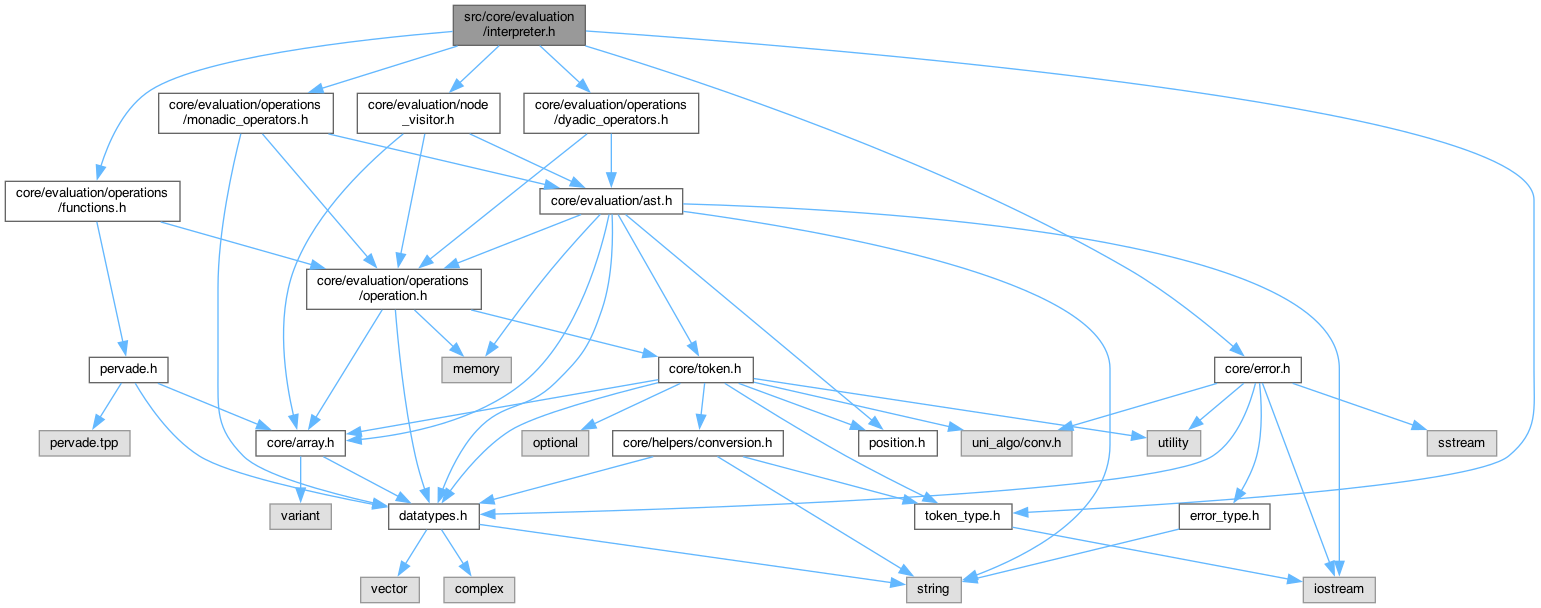 src/core/evaluation
/interpreter.h
core/evaluation/operations
/monadic_operators.h
core/evaluation/node
_visitor.h
core/evaluation/operations
/dyadic_operators.h
core/evaluation/operations
/functions.h
core/evaluation/ast.h
core/evaluation/operations
/operation.h
pervade.h
memory
core/token.h
core/error.h
pervade.tpp
core/array.h
optional
core/helpers/conversion.h
position.h
uni_algo/conv.h
utility
sstream
variant
datatypes.h
token_type.h
error_type.h
vector
complex
string
iostream